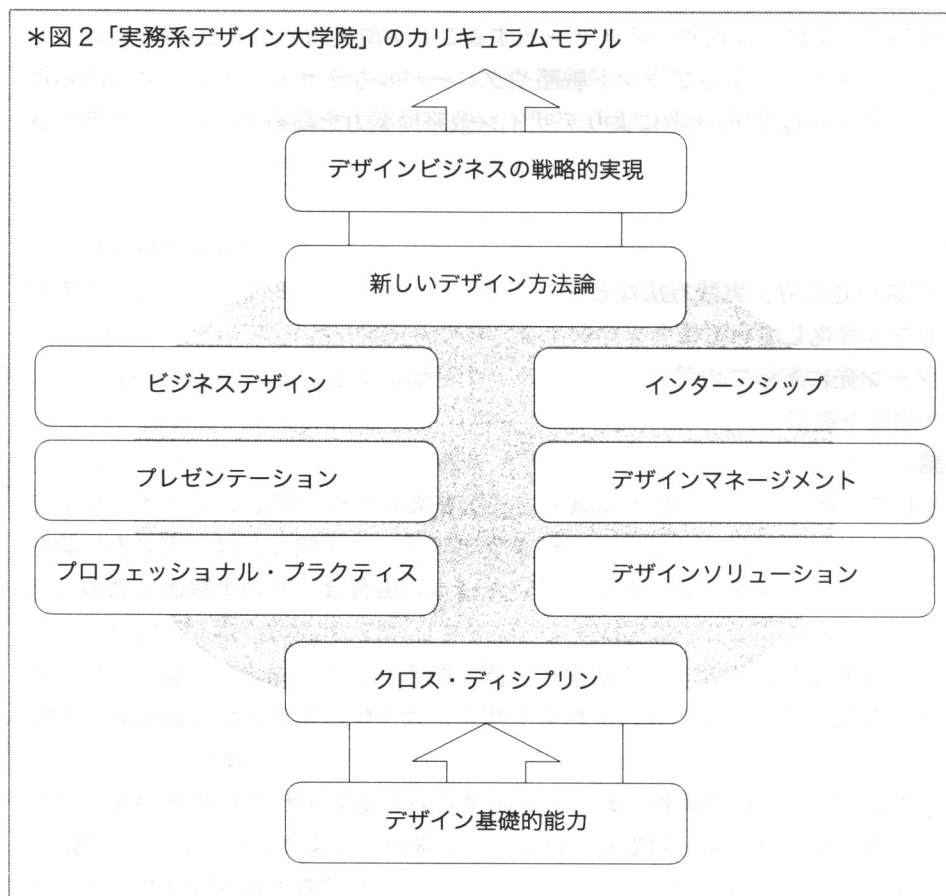 ＊図２「実務系デザイン大学院」のカリキュラムモデル
デザインビジネスの戦略的実現
新しいデザイン方法論
ビジネスデザイン
インターンシップ
プレゼンテーション
デザインマネージメント
プロフェッショナル・プラクティス
デザインソリューション
クロス・ディシプリン
デザイン基礎的能力